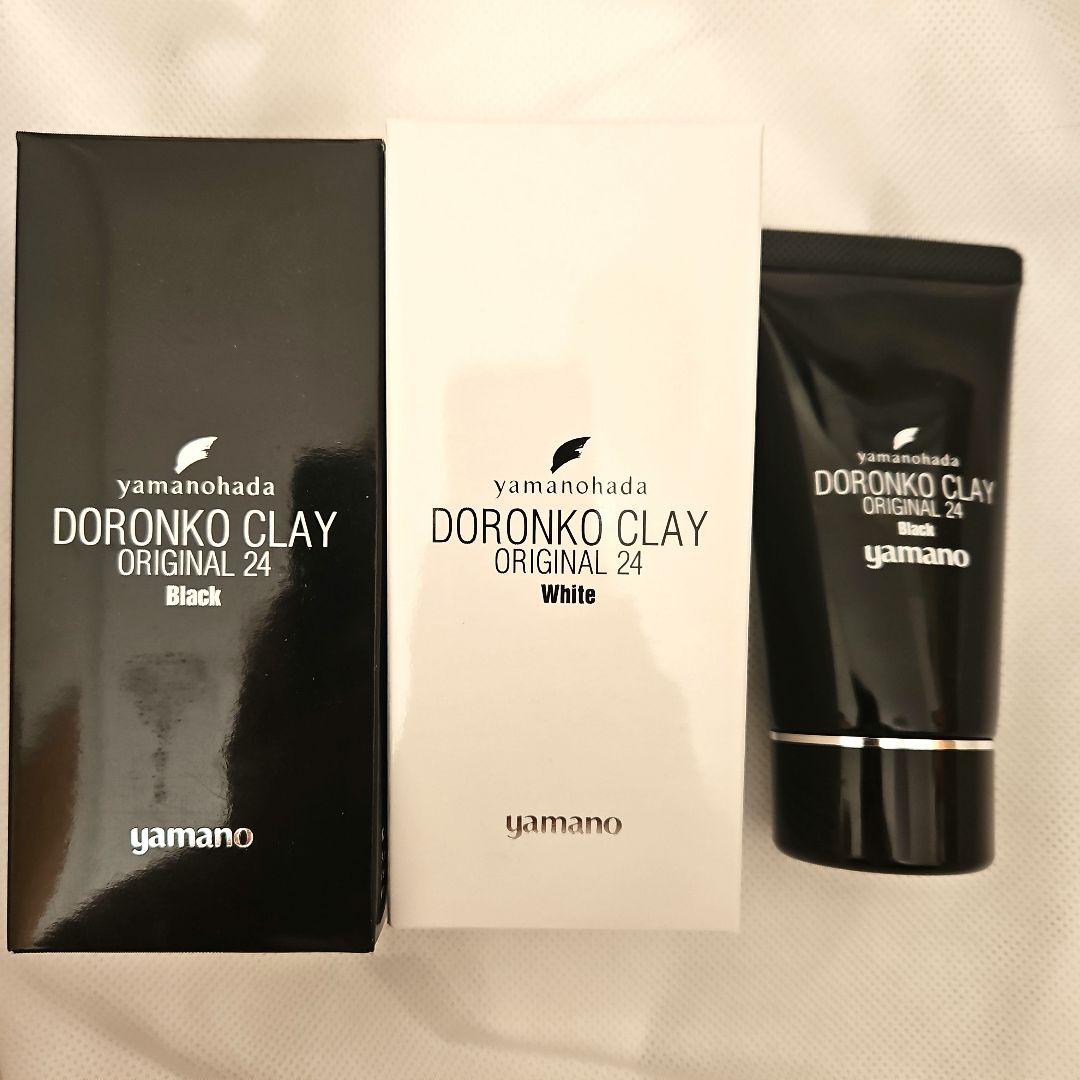 yamanohada
DORONKO CLAY
ORIGINAL 24
Black
yamano
yamanohada
DORONKO CLAY
ORIGINAL 24
White
yamano
yamanohada
DORONKO CLAY
ORIGINAL 24
Black
yamano